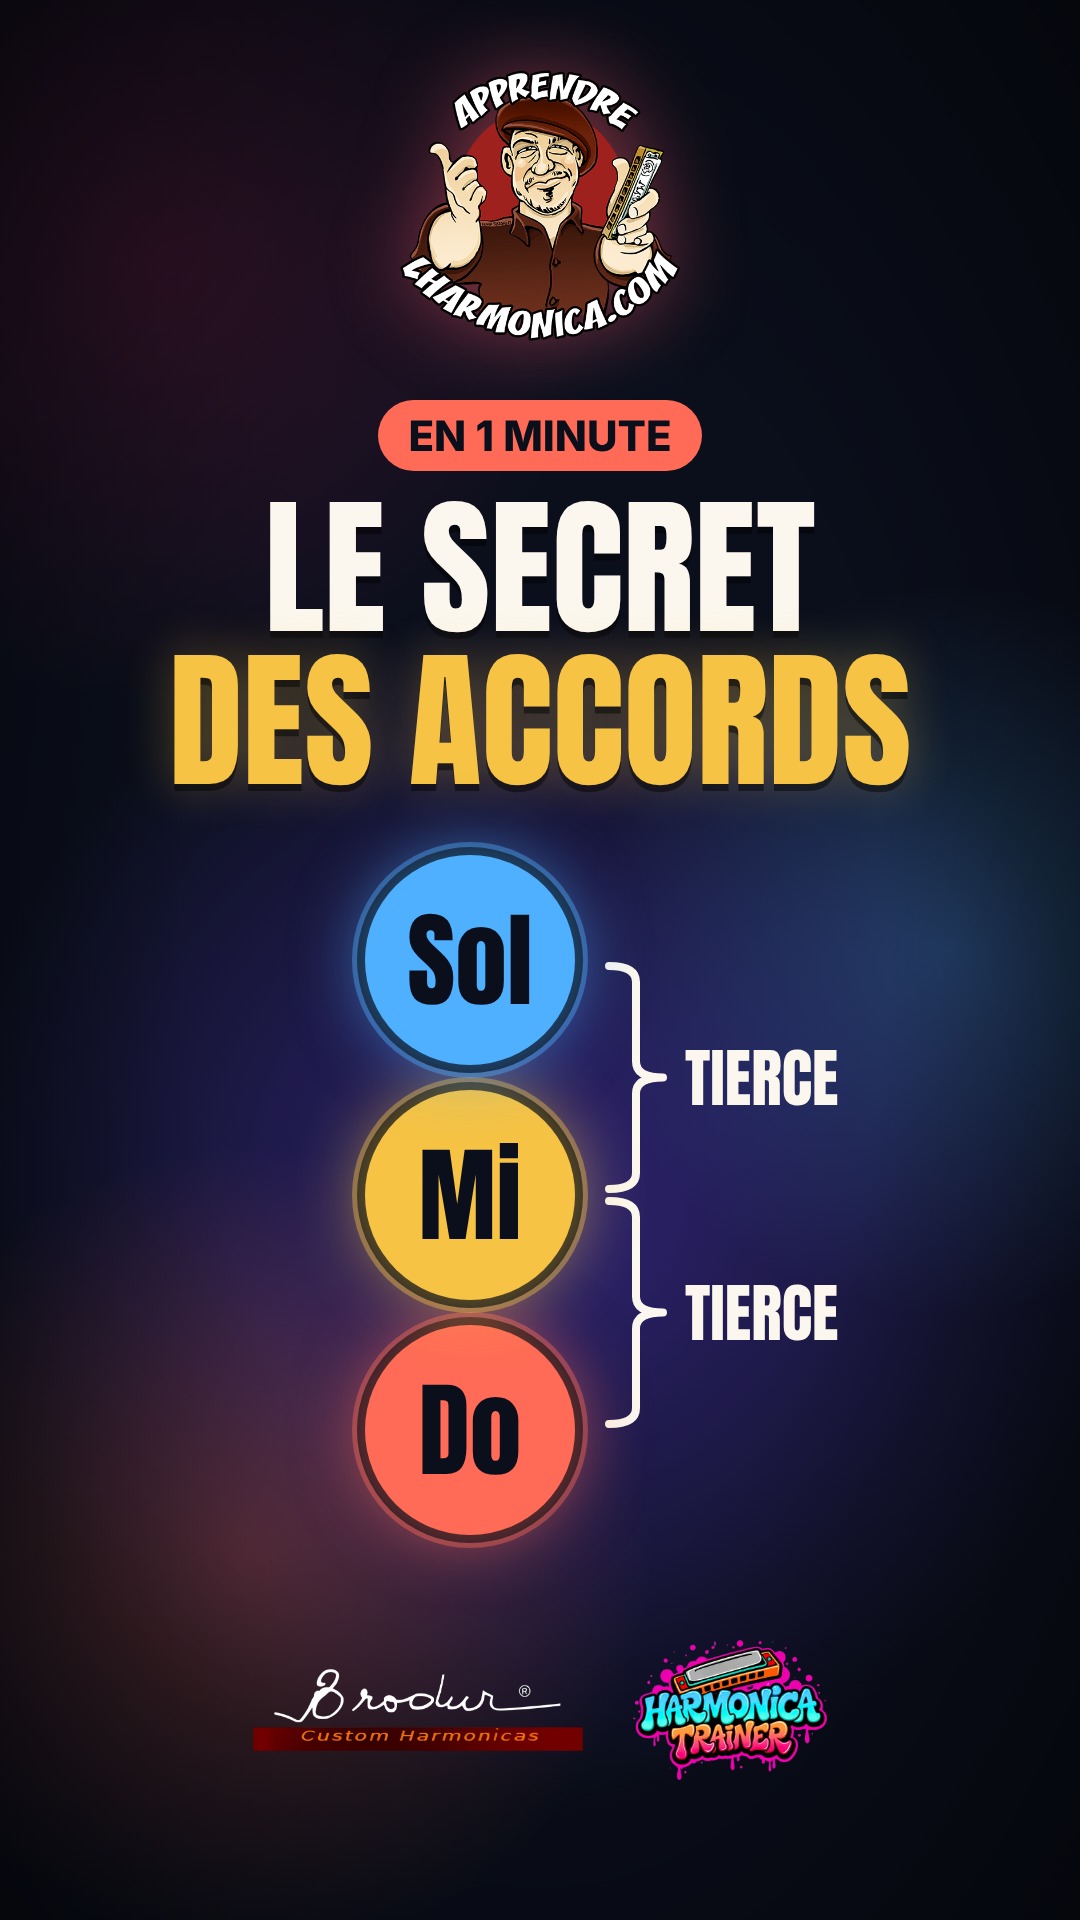 APPRENDRE
LHARMONICA.COM
EN 1 MINUTE
LE SECRET
DES ACCORDS
Sol
TIERCE
Mi
TIERCE
Do
Brodur ®
Custom Harmonicas
HARMONICA
TRAINER